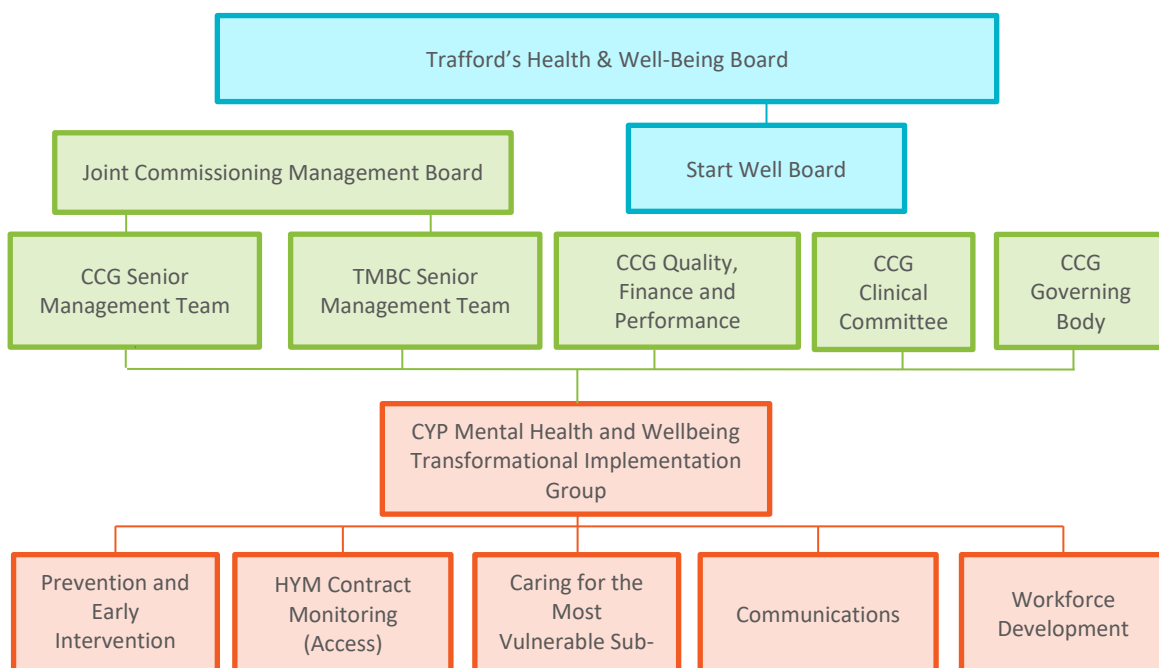 Trafford’s Health & Well-Being Board
Joint Commissioning Management Board
Start Well Board
CCG Senior
Management Team
TMBC Senior
Management Team
CCG Quality,
Finance and
Performance
CCG
Clinical
Committee
CCG
Governing
Body
CYP Mental Health and Wellbeing
Transformational Implementation
Group
Prevention and
Early
Intervention
HYM Contract
Monitoring
(Access)
Caring for the
Most
Vulnerable Sub-
Communications
Workforce
Development